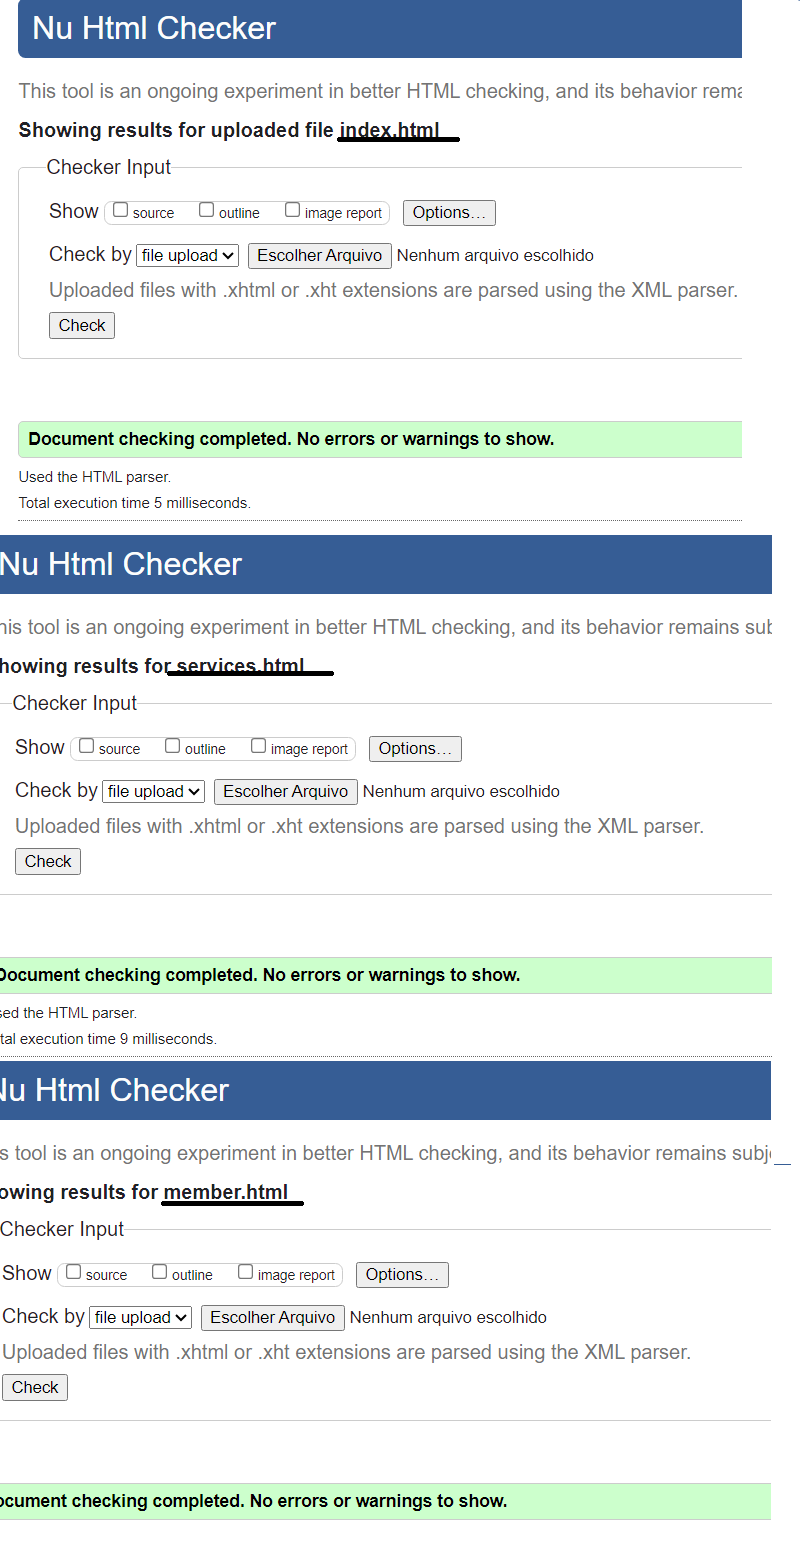 Nu Html Checker
This tool is an ongoing experiment in better HTML checking, and its behavior rema
Showing results for uploaded file index.html
Checker Input
Show source outline image report Options...
Check by file upload Escolher Arquivo Nenhum arquivo escolhido
Uploaded files with .xhtml or .xht extensions are parsed using the XML parser.
Check
Document checking completed. No errors or warnings to show.
Used the HTML parser.
Total execution time 5 milliseconds.
Nu Html Checker
his tool is an ongoing experiment in better HTML checking, and its behavior remains sub
howing results for services.html
Checker Input
Show source outline image report Options...
Check by file upload Escolher Arquivo Nenhum arquivo escolhido
Uploaded files with .xhtml or .xht extensions are parsed using the XML parser.
Check
Document checking completed. No errors or warnings to show.
sed the HTML parser.
tal execution time 9 milliseconds.
Nu Html Checker
s tool is an ongoing experiment in better HTML checking, and its behavior remains subj
owing results for member.html
Checker Input
Show source outline image report Options...
Check by file upload Escolher Arquivo Nenhum arquivo escolhido
Uploaded files with .xhtml or .xht extensions are parsed using the XML parser.
Check
ocument checking completed. No errors or warnings to show.